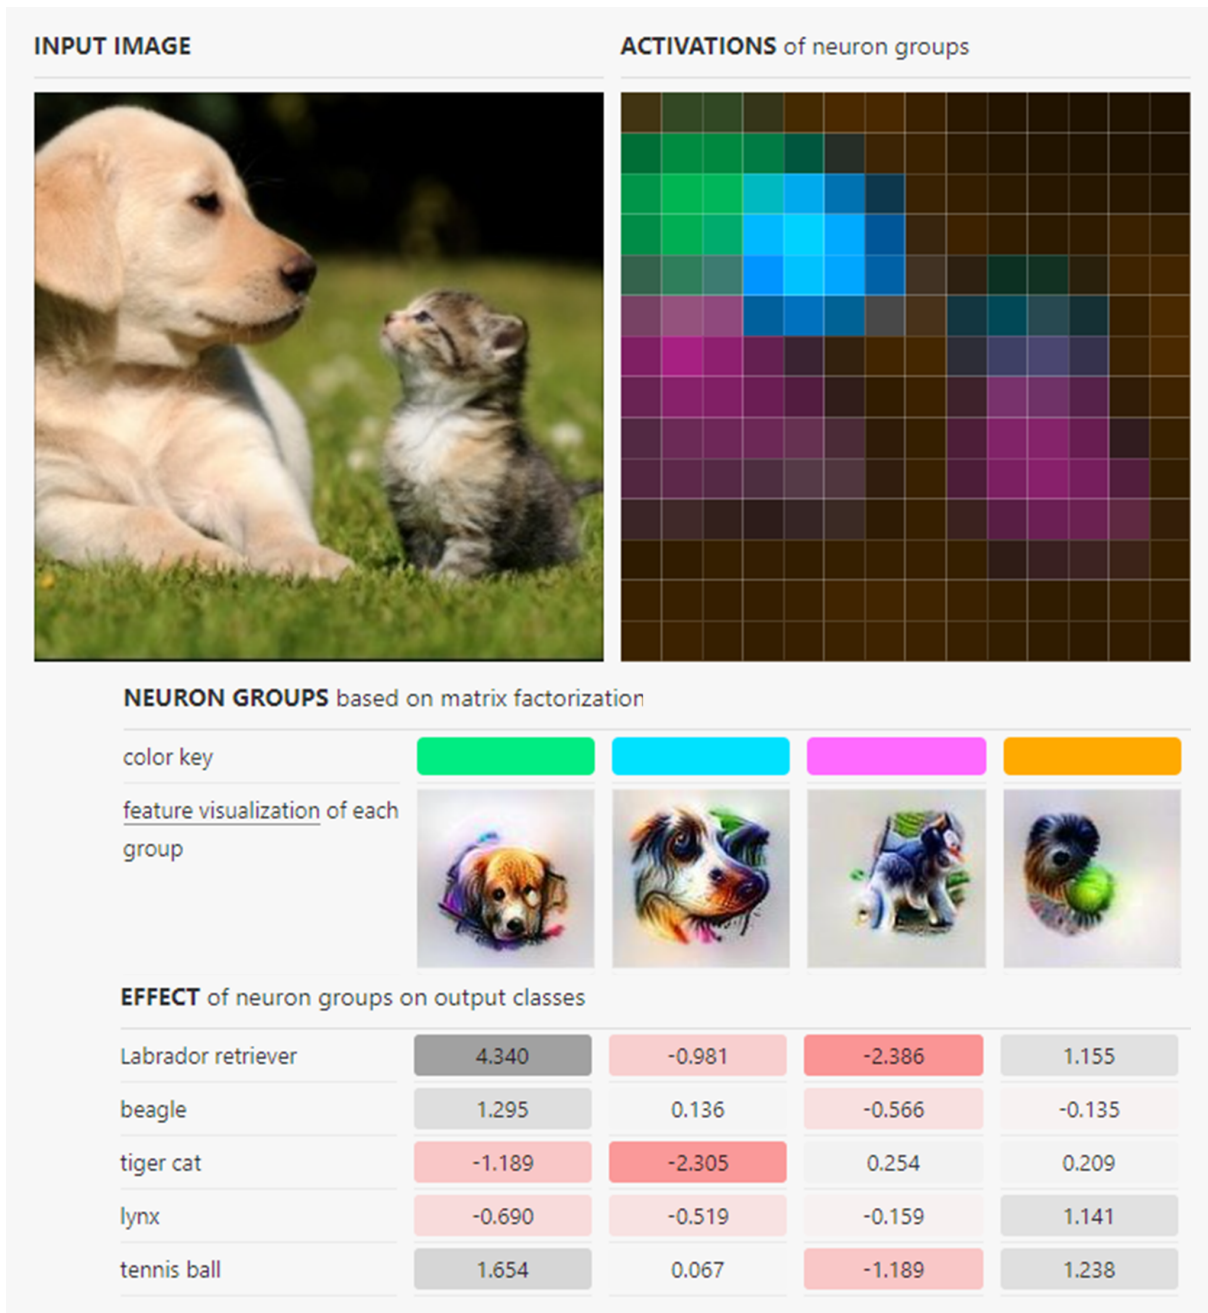 INPUT IMAGE
ACTIVATIONS of neuron groups
NEURON GROUPS based on matrix factorization
color key
feature visualization of each
group
EFFECT of neuron groups on output classes
Labrador retriever 4.340 -0.981 -2.386 1.155
beagle 1.295 0.136 -0.566 -0.135
tiger cat -1.189 -2.305 0.254 0.209
lynx -0.690 -0.519 -0.159 1.141
tennis ball 1.654 0.067 -1.189 1.238